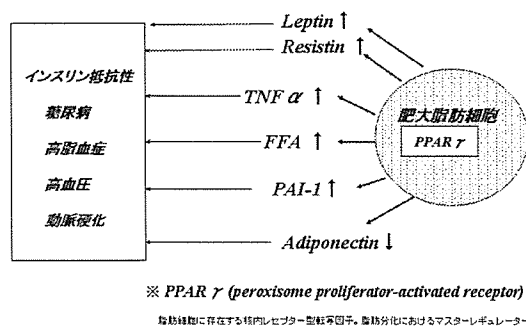 Leptin ↑
Resistin ↑
インスリン抵抗性
TNF α ↑
糖尿病
肥大脂肪細胞
高脂血症
FFA ↑
PPAR γ
高血圧
PAI-1 ↑
動脈硬化
Adiponectin ↓
※ PPAR γ (peroxisome proliferator-activated receptor)
脂肪細胞に存在する核内レセプター型転写因子。脂肪分化におけるマスターレギュレーター